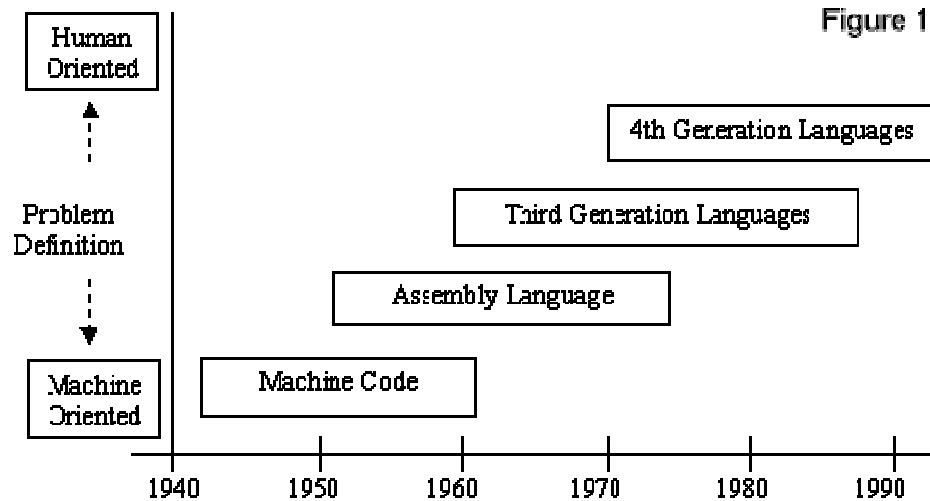 Figure 1
Human
Oriented
4th Generation Languages
Third Generation Languages
Problem
Definition
Assembly Language
Machine Code
Machine
Oriented
1940 1950 1960 1970 1980 1990